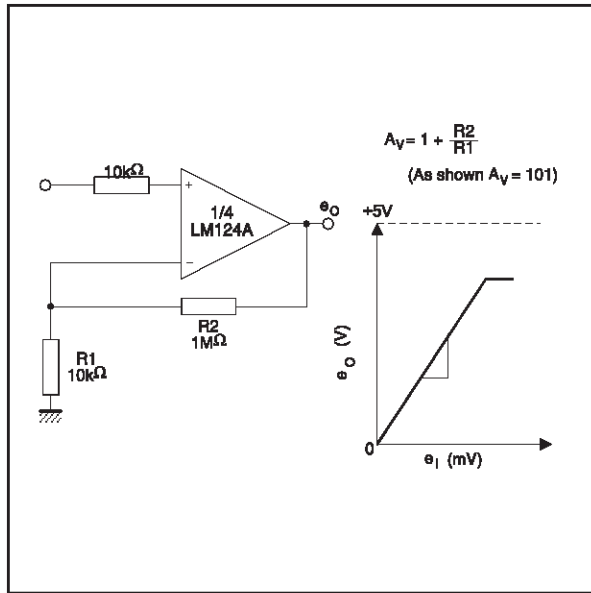 10kΩ
+
1/4
LM124A
–
e_O
R2
1MΩ
R1
10kΩ
A_V = 1 + R2/R1
(As shown A_V = 101)
+5V
e_O (V)
0
e_I (mV)